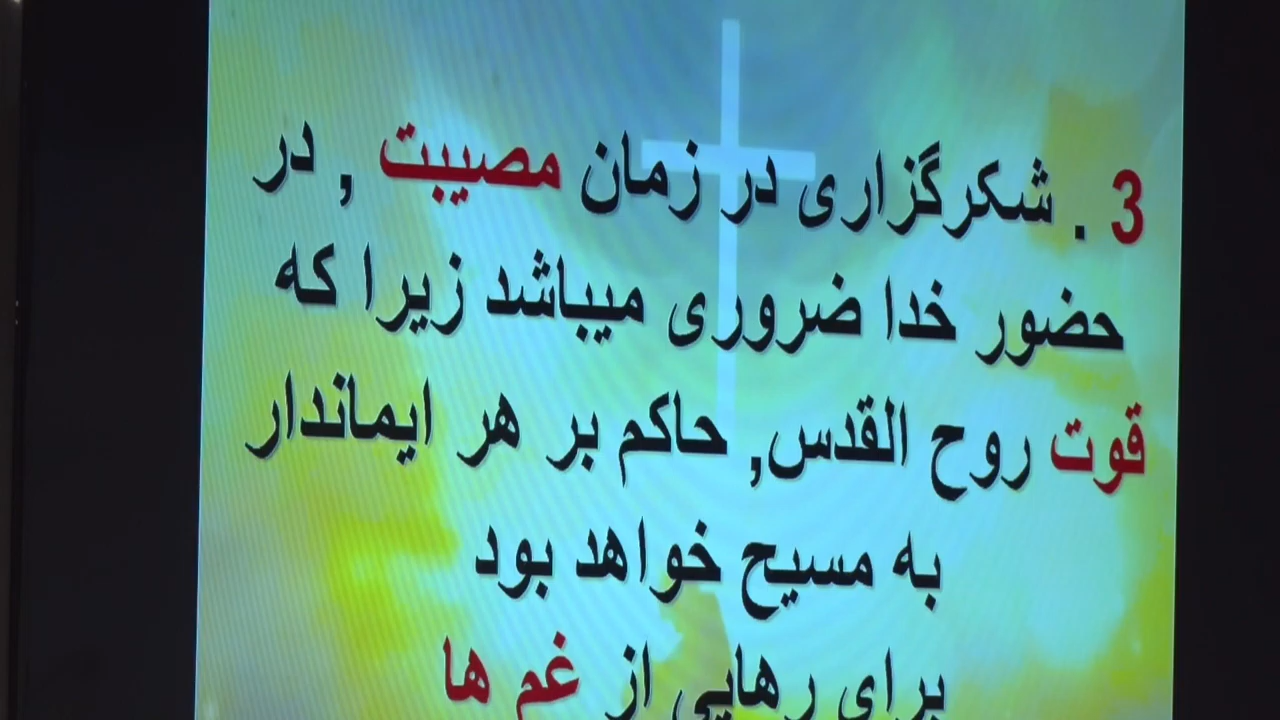 3 . شکرگزاری در زمان مصیبت , در
حضور خدا ضروری میباشد زیرا که
قوت روح القدس, حاکم بر هر ایماندار
به مسیح خواهد بود
برای رهایی از غم ها